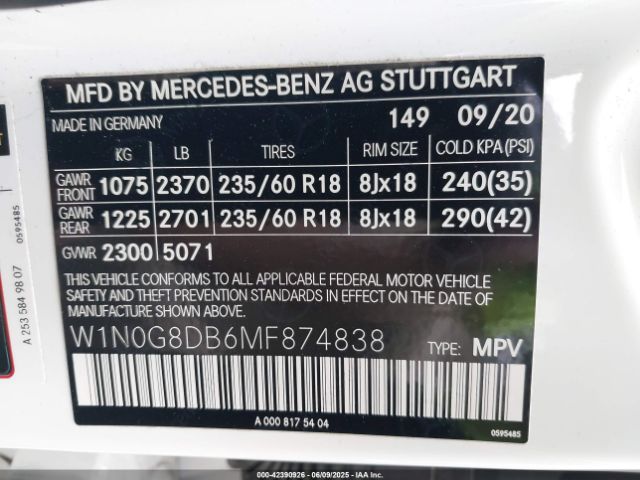 MFD BY MERCEDES-BENZ AG STUTTGART
MADE IN GERMANY 149 09/20
KG LB TIRES RIM SIZE COLD KPA (PSI)
GAWR FRONT 1075 2370 235/60 R18 8Jx18 240(35)
GAWR REAR 1225 2701 235/60 R18 8Jx18 290(42)
GVWR 2300 5071
THIS VEHICLE CONFORMS TO ALL APPLICABLE FEDERAL MOTOR VEHICLE
SAFETY AND THEFT PREVENTION STANDARDS IN EFFECT ON THE DATE OF
MANUFACTURE SHOWN ABOVE.
W1N0G8DB6MF874838 TYPE: MPV
A 000 817 54 04
0595485
0595485
A 253 584 98 07
000-42390926 - 06/09/2025 - IAA Inc.